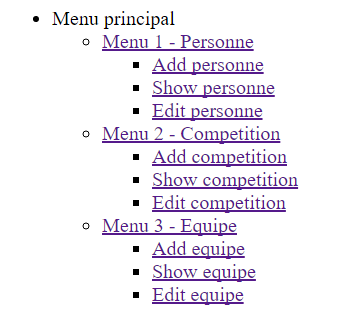 Menu principal
Menu 1 - Personne
Add personne
Show personne
Edit personne
Menu 2 - Competition
Add competition
Show competition
Edit competition
Menu 3 - Equipe
Add equipe
Show equipe
Edit equipe